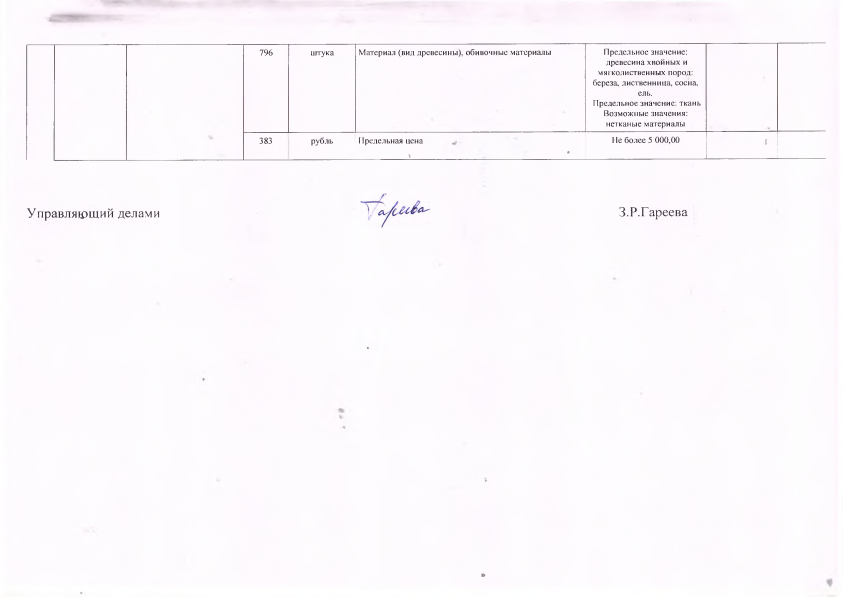 796 штука Материал (вид древесины), обивочные материалы Предельное значение:
древесина хвойных и
мягколиственных пород:
береза, лиственница, сосна,
ель.
Предельное значение: ткань
Возможные значения:
нетканые материалы
383 рубль Предельная цена Не более 5 000,00
Управляющий делами Гареева З.Р.Гареева